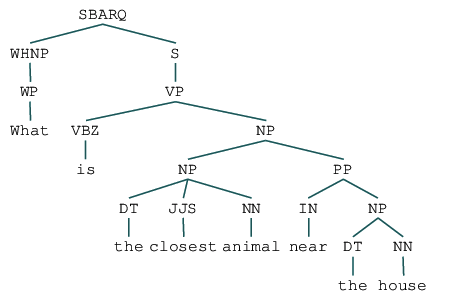 SBARQ
WHNP S
WP VP
What VBZ NP
is NP PP
DT JJS NN IN NP
the closest animal near DT NN
the house